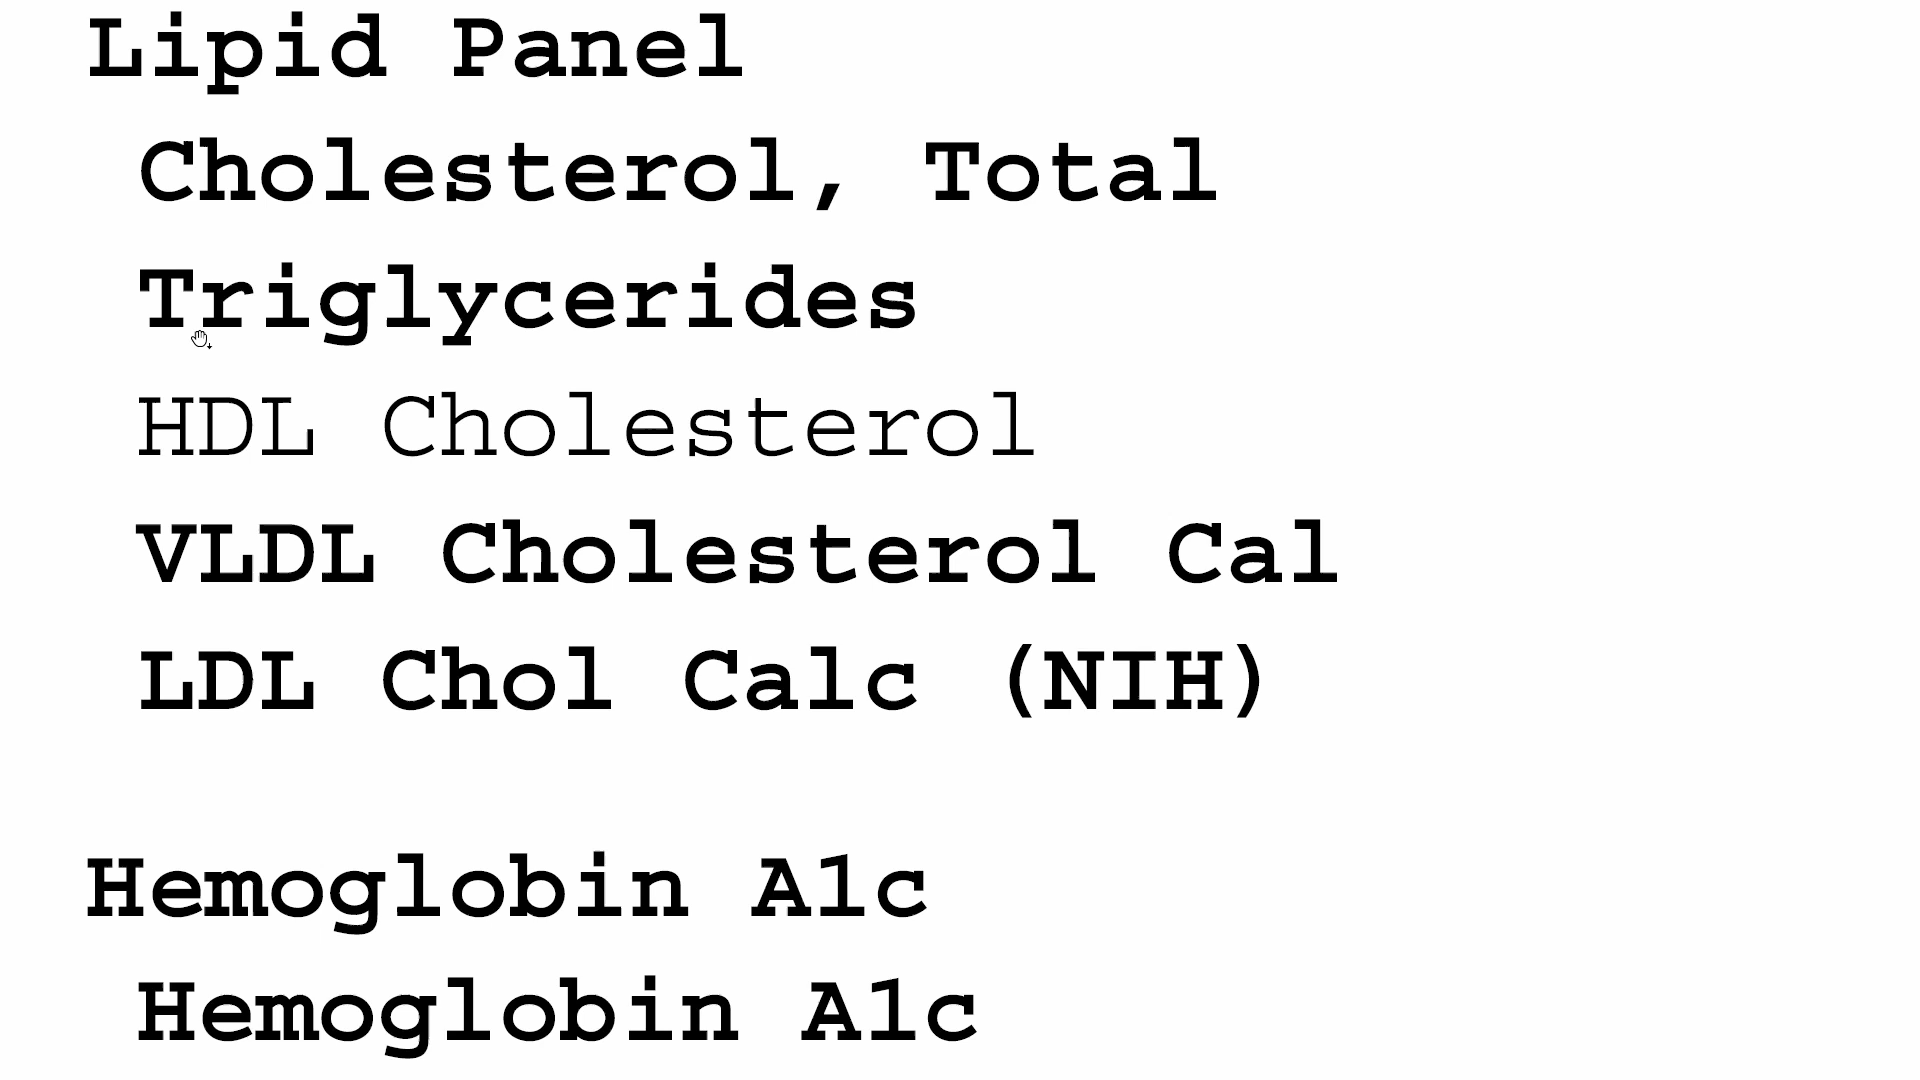 Lipid Panel
Cholesterol, Total
Triglycerides
HDL Cholesterol
VLDL Cholesterol Cal
LDL Chol Calc (NIH)
Hemoglobin A1c
Hemoglobin A1c